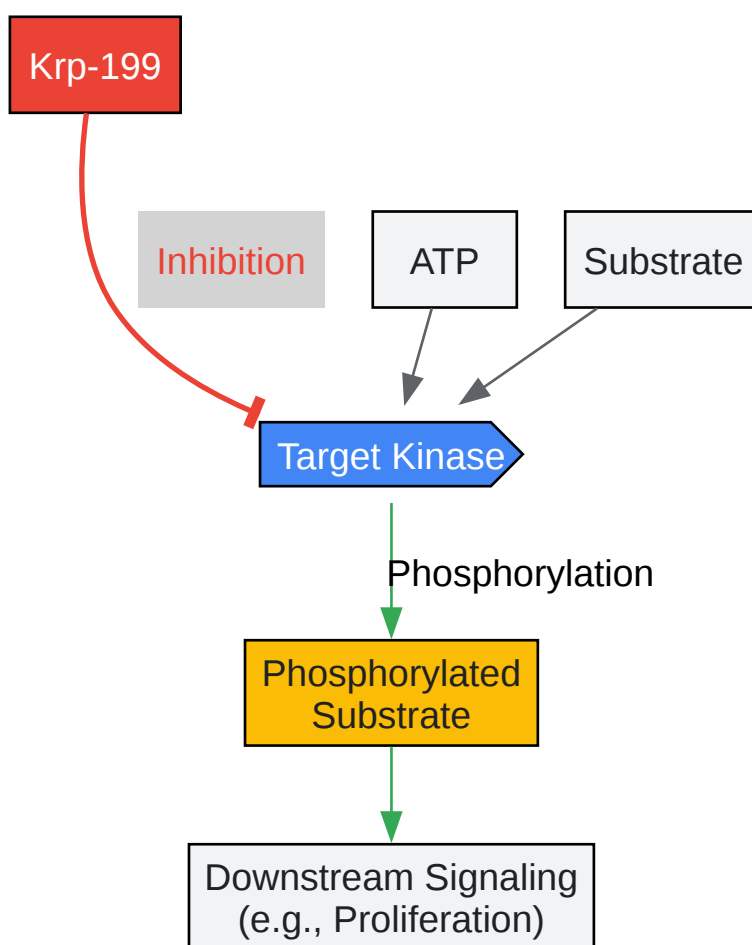 Krp-199
Inhibition
ATP
Substrate
Target Kinase
Phosphorylation
Phosphorylated
Substrate
Downstream Signaling
(e.g., Proliferation)